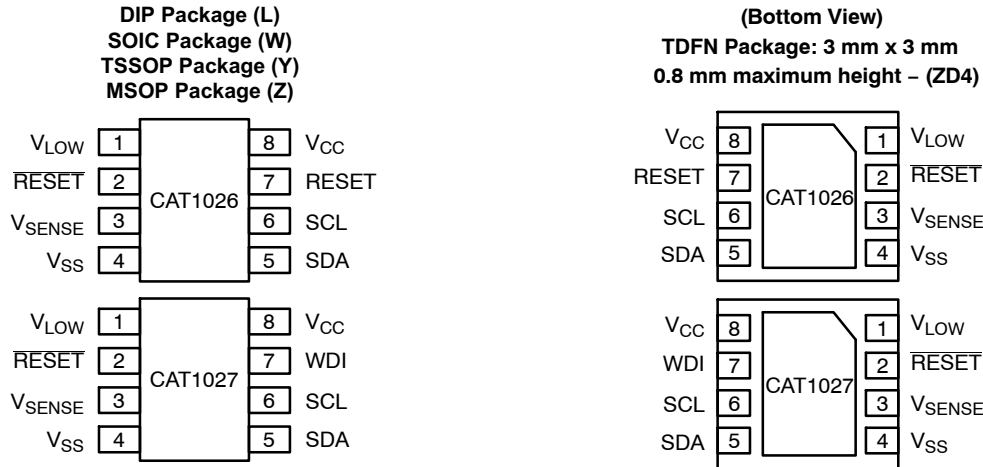 DIP Package (L)
SOIC Package (W)
TSSOP Package (Y)
MSOP Package (Z)
VLOW 1 8 VCC
RESET 2 7 RESET
CAT1026
VSENSE 3 6 SCL
VSS 4 5 SDA
VLOW 1 8 VCC
RESET 2 7 WDI
CAT1027
VSENSE 3 6 SCL
VSS 4 5 SDA
(Bottom View)
TDFN Package: 3 mm x 3 mm
0.8 mm maximum height – (ZD4)
VCC 8 1 VLOW
RESET 7 2 RESET
CAT1026
SCL 6 3 VSENSE
SDA 5 4 VSS
VCC 8 1 VLOW
WDI 7 2 RESET
CAT1027
SCL 6 3 VSENSE
SDA 5 4 VSS